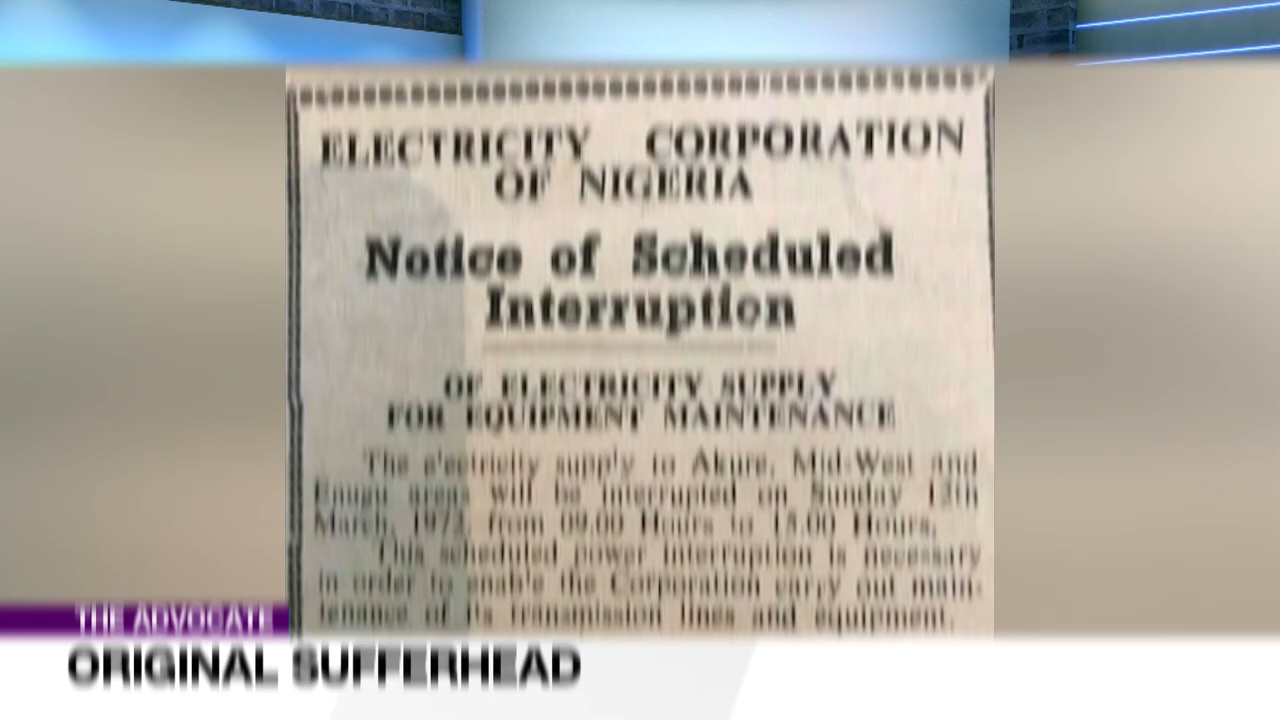 ELECTRICITY CORPORATION
OF NIGERIA
Notice of Scheduled
Interruption
OF ELECTRICITY SUPPLY
FOR EQUIPMENT MAINTENANCE
The electricity supply to Akure, Mid-West and
Enugu areas will be interrupted on Sunday 12th
March, 1972 from 09.00 Hours to 15.00 Hours.
This scheduled power interruption is necessary
in order to enable the Corporation carry out main-
tenance of its transmission lines and equipment.
THE ADVOCATE
ORIGINAL SUFFERHEAD